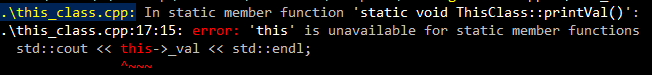 .\this_class.cpp: In static member function 'static void ThisClass::printVal()':
.\this_class.cpp:17:15: error: 'this' is unavailable for static member functions
std::cout << this->_val << std::endl;
^~~~